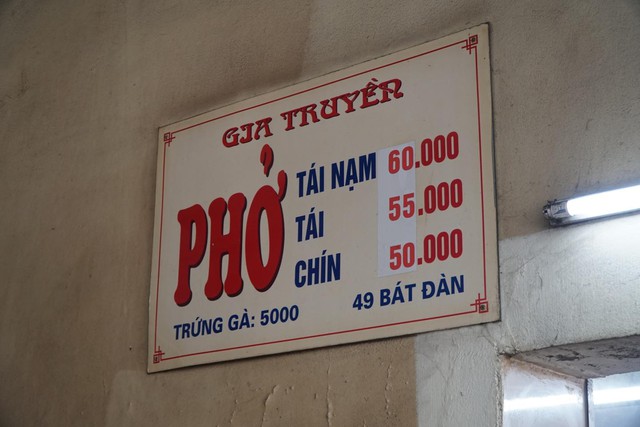 GIA TRUYỀN
PHỞ
TÁI NẠM 60.000
TÁI 55.000
CHÍN 50.000
TRỨNG GÀ: 5000
49 BÁT ĐÀN